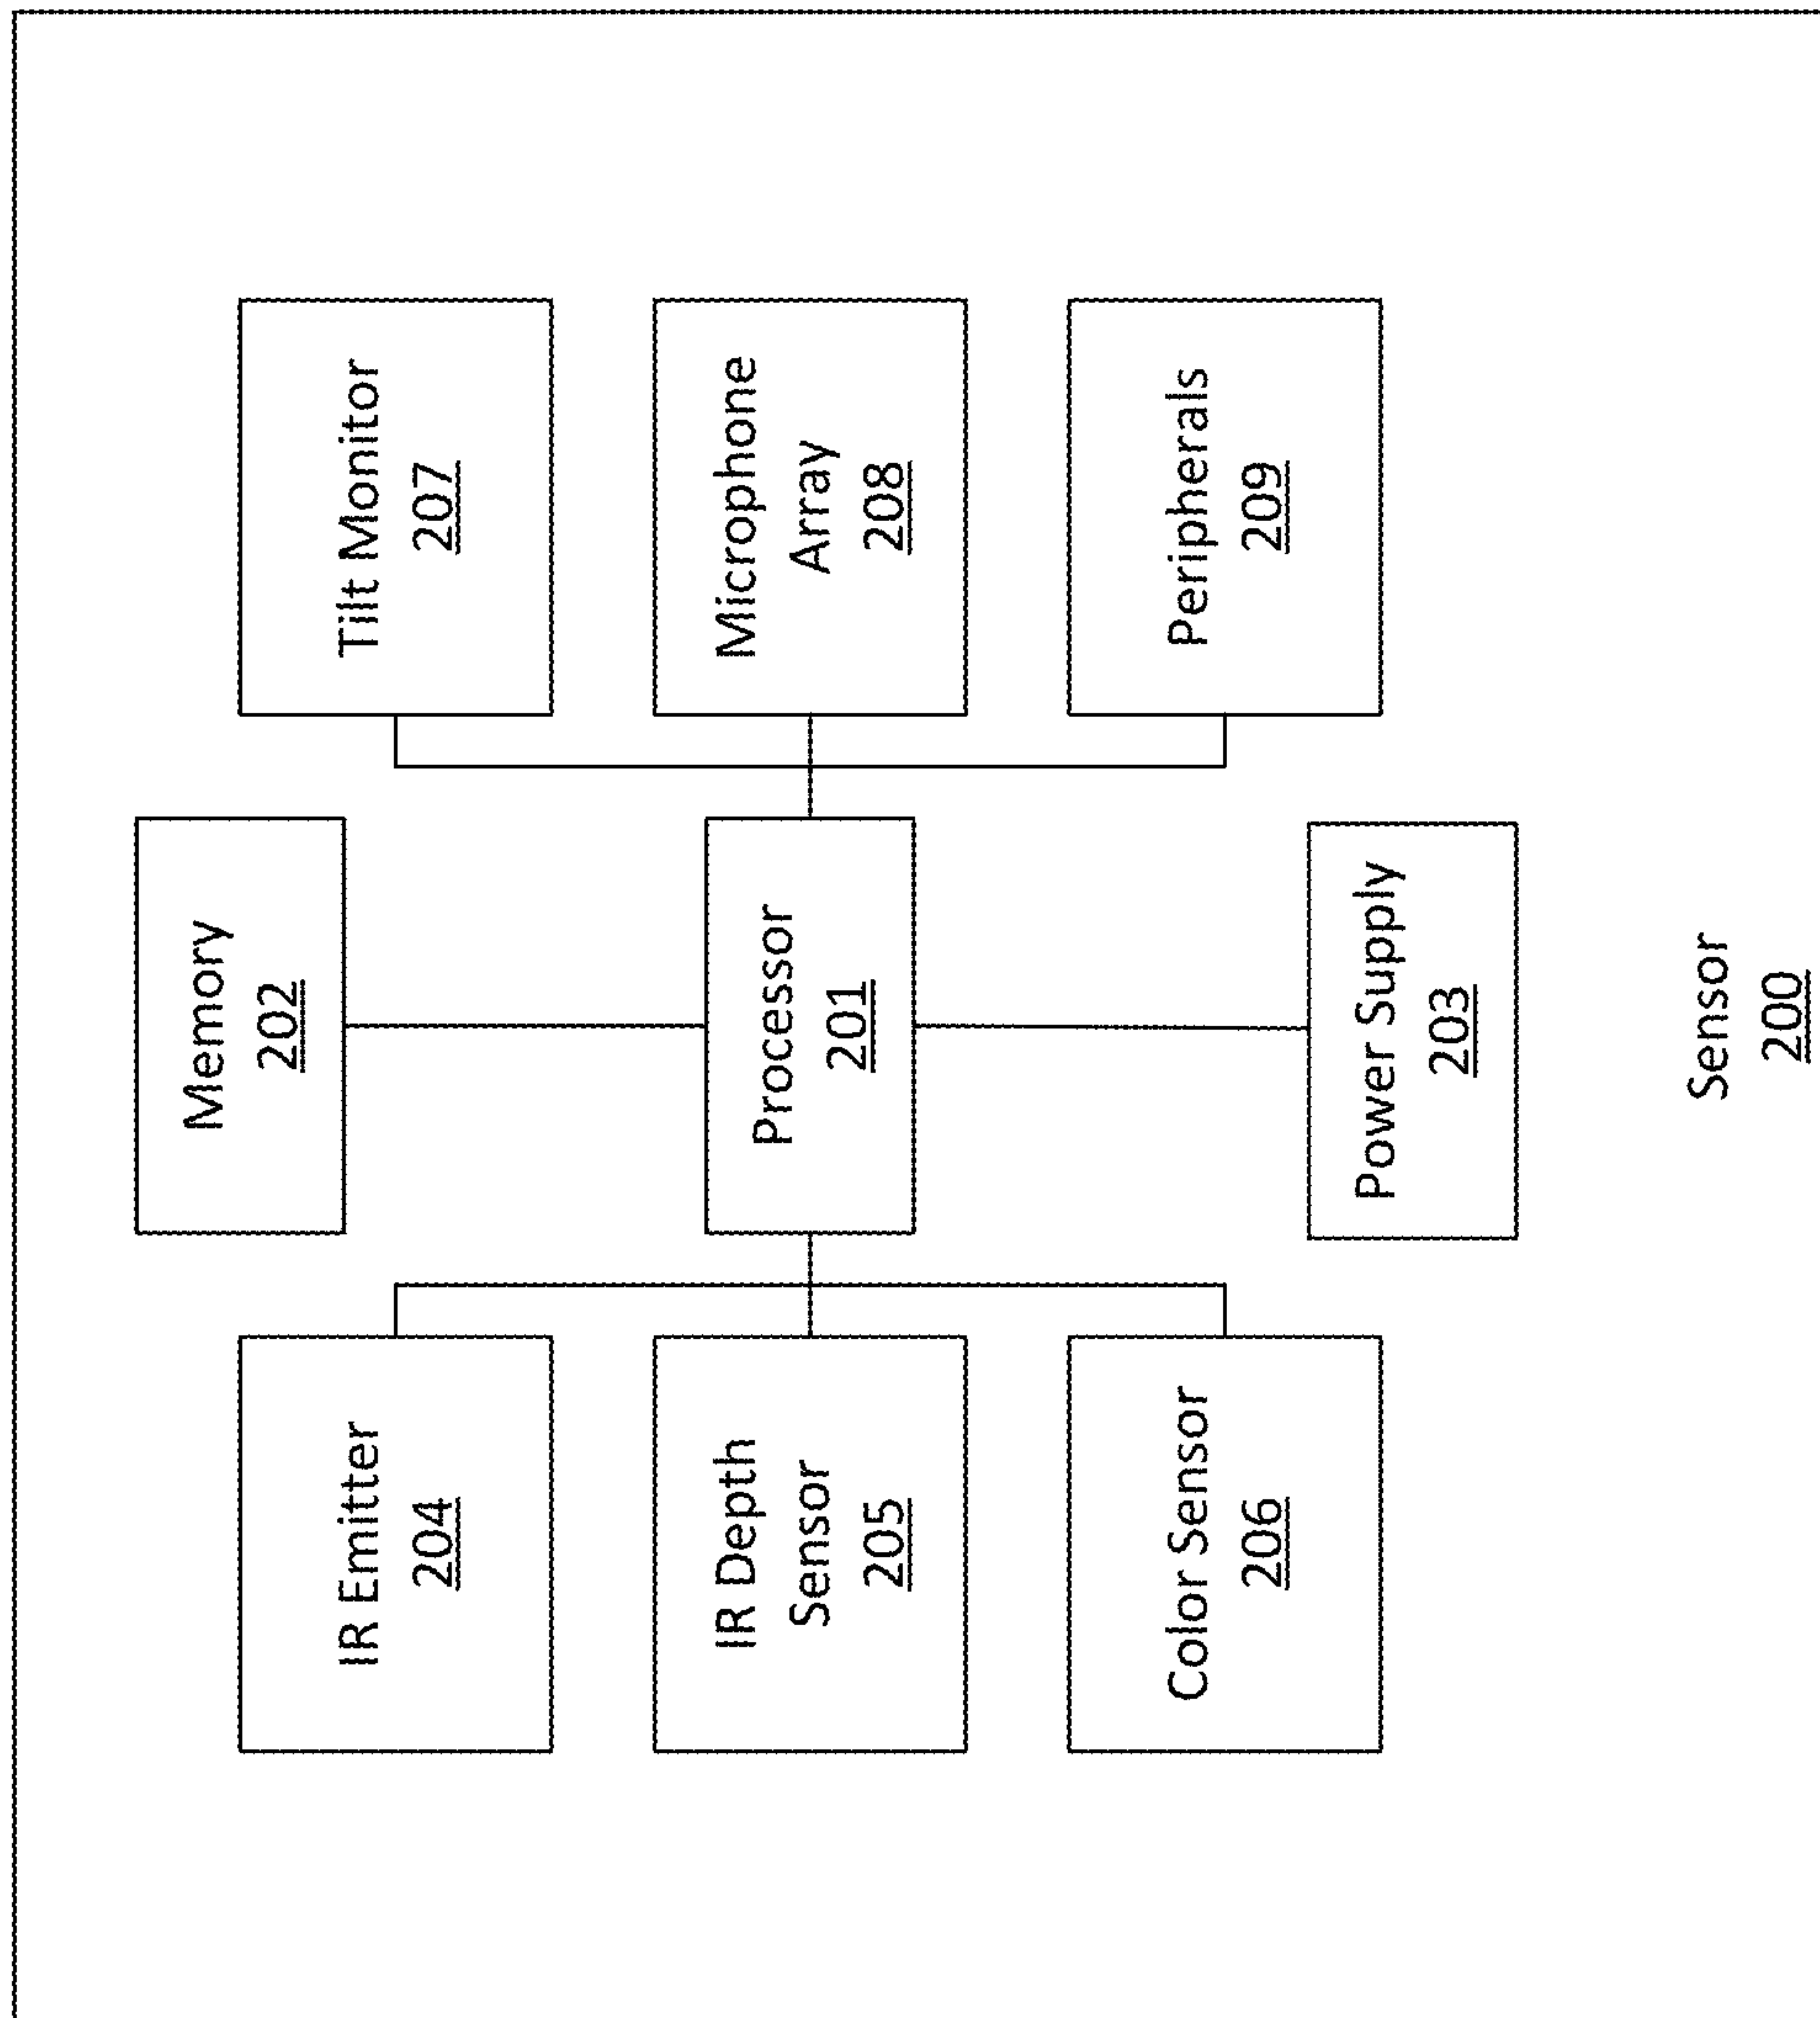 Memory
202
IR Emitter
204
Tilt Monitor
207
IR Depth
Sensor
205
Processor
201
Microphone
Array
208
Color Sensor
206
Peripherals
209
Power Supply
203
Sensor
200